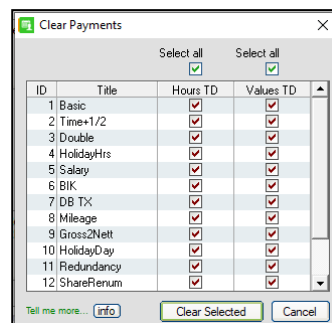 Clear Payments
Select all Select all
ID Title Hours TD Values TD
1 Basic
2 Time+1/2
3 Double
4 HolidayHrs
5 Salary
6 BIK
7 DB TX
8 Mileage
9 Gross2Nett
10 HolidayDay
11 Redundancy
12 ShareRenum
Tell me more... info Clear Selected Cancel